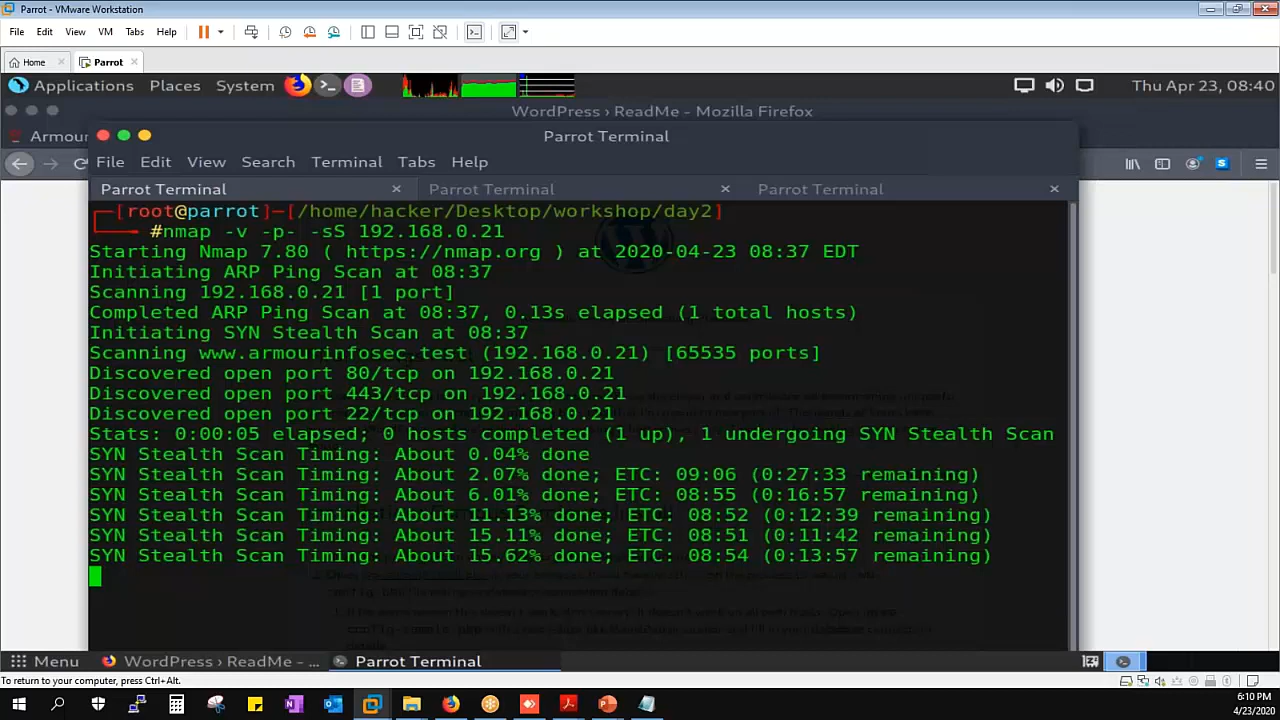 Parrot - VMware Workstation
File Edit View VM Tabs Help
Home Parrot
Applications Places System Thu Apr 23, 08:40
WordPress › ReadMe - Mozilla Firefox
Armour
Parrot Terminal
File Edit View Search Terminal Tabs Help
Parrot Terminal Parrot Terminal Parrot Terminal
[root@parrot]─[/home/hacker/Desktop/workshop/day2]
#nmap -v -p- -sS 192.168.0.21
Starting Nmap 7.80 ( https://nmap.org ) at 2020-04-23 08:37 EDT
Initiating ARP Ping Scan at 08:37
Scanning 192.168.0.21 [1 port]
Completed ARP Ping Scan at 08:37, 0.13s elapsed (1 total hosts)
Initiating SYN Stealth Scan at 08:37
Scanning www.armourinfosec.test (192.168.0.21) [65535 ports]
Discovered open port 80/tcp on 192.168.0.21
Discovered open port 443/tcp on 192.168.0.21
Discovered open port 22/tcp on 192.168.0.21
Stats: 0:00:05 elapsed; 0 hosts completed (1 up), 1 undergoing SYN Stealth Scan
SYN Stealth Scan Timing: About 0.04% done
SYN Stealth Scan Timing: About 2.07% done; ETC: 09:06 (0:27:33 remaining)
SYN Stealth Scan Timing: About 6.01% done; ETC: 08:55 (0:16:57 remaining)
SYN Stealth Scan Timing: About 11.13% done; ETC: 08:52 (0:12:39 remaining)
SYN Stealth Scan Timing: About 15.11% done; ETC: 08:51 (0:11:42 remaining)
SYN Stealth Scan Timing: About 15.62% done; ETC: 08:54 (0:13:57 remaining)
Menu WordPress › ReadMe - ... Parrot Terminal
To return to your computer, press Ctrl+Alt.
6:10 PM
4/23/2020